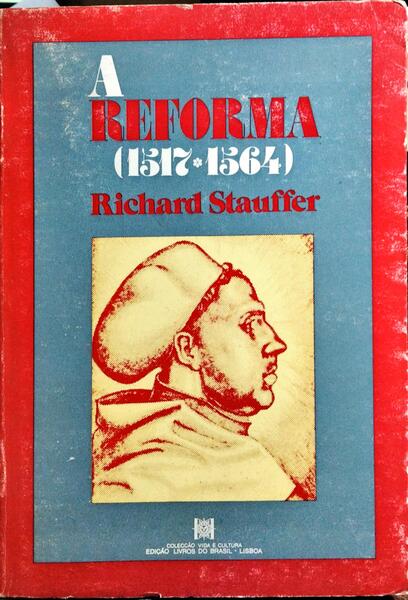 A
REFORMA
(1517*1564)
Richard Stauffer
COLECÇÃO VIDA E CULTURA
EDIÇÃO LIVROS DO BRASIL · LISBOA